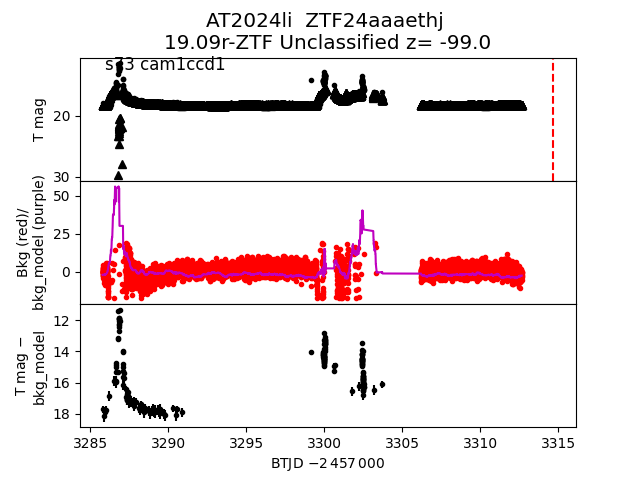 AT2024li  ZTF24aaaethj
19.09r-ZTF Unclassified z= -99.0
s73 cam1ccd1
T mag
20
30
Bkg (red)/
bkg_model (purple)
50
25
0
T mag −
bkg_model
12
14
16
18
3285 3290 3295 3300 3305 3310 3315
BTJD −2 457 000